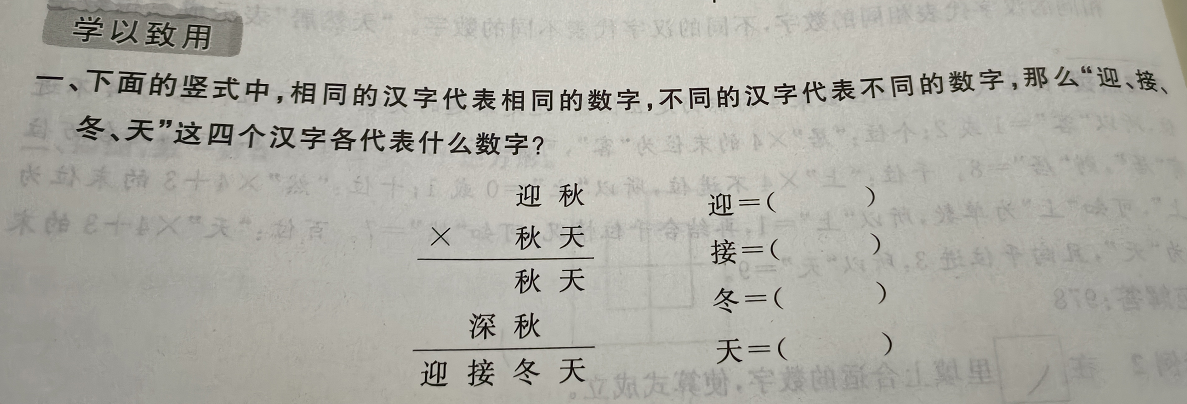 学以致用
一、下面的竖式中,相同的汉字代表相同的数字,不同的汉字代表不同的数字,那么“迎、接、
冬、天”这四个汉字各代表什么数字?
迎 秋
× 秋 天
秋 天
深 秋
迎 接 冬 天
迎=( )
接=( )
冬=( )
天=( )